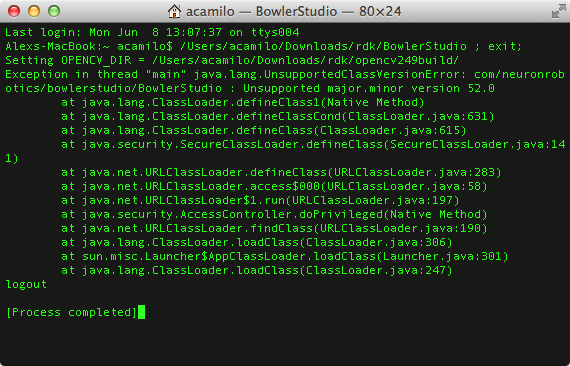 acamilo — BowlerStudio — 80×24
Last login: Mon Jun  8 13:07:37 on ttys004
Alexs-MacBook:~ acamilo$ /Users/acamilo/Downloads/rdk/BowlerStudio ; exit;
Setting OPENCV_DIR = /Users/acamilo/Downloads/rdk/opencv249build/
Exception in thread "main" java.lang.UnsupportedClassVersionError: com/neuronrob
otics/bowlerstudio/BowlerStudio : Unsupported major.minor version 52.0
        at java.lang.ClassLoader.defineClass1(Native Method)
        at java.lang.ClassLoader.defineClassCond(ClassLoader.java:631)
        at java.lang.ClassLoader.defineClass(ClassLoader.java:615)
        at java.security.SecureClassLoader.defineClass(SecureClassLoader.java:14
1)
        at java.net.URLClassLoader.defineClass(URLClassLoader.java:283)
        at java.net.URLClassLoader.access$000(URLClassLoader.java:58)
        at java.net.URLClassLoader$1.run(URLClassLoader.java:197)
        at java.security.AccessController.doPrivileged(Native Method)
        at java.net.URLClassLoader.findClass(URLClassLoader.java:190)
        at java.lang.ClassLoader.loadClass(ClassLoader.java:306)
        at sun.misc.Launcher$AppClassLoader.loadClass(Launcher.java:301)
        at java.lang.ClassLoader.loadClass(ClassLoader.java:247)
logout
[Process completed]